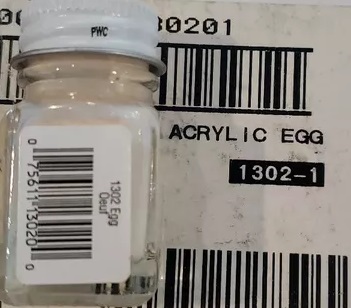 PWC
30201
ACRYLIC EGG
1302-1
1302 Egg
Oeuf
0 75611 13020 0